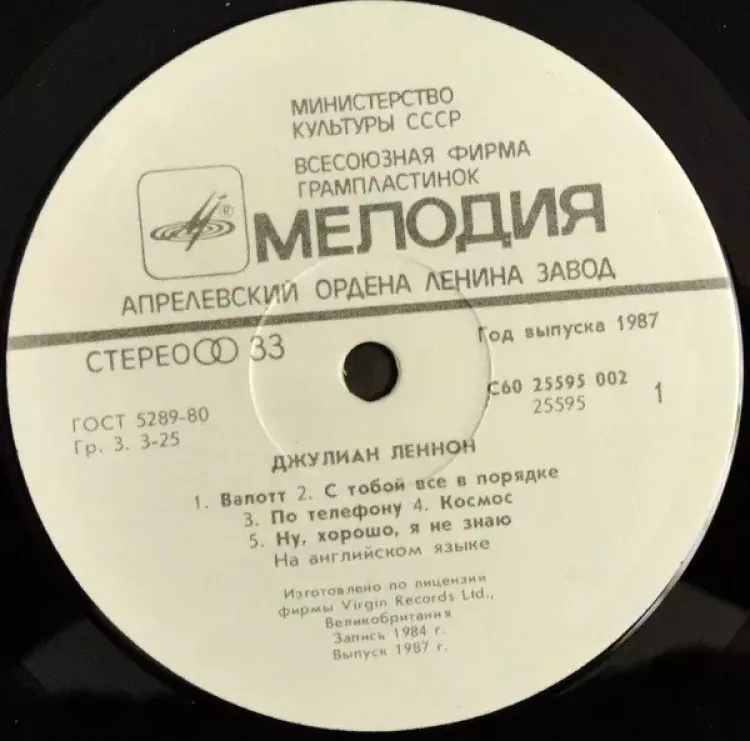 МИНИСТЕРСТВО
КУЛЬТУРЫ СССР
ВСЕСОЮЗНАЯ ФИРМА
ГРАМПЛАСТИНОК
®
МЕЛОДИЯ
АПРЕЛЕВСКИЙ ОРДЕНА ЛЕНИНА ЗАВОД
СТЕРЕО 33
Год выпуска 1987
ГОСТ 5289-80
Гр. 3. 3-25
С60 25595 002
25595
1
ДЖУЛИАН ЛЕННОН
1. Валотт 2. С тобой все в порядке
3. По телефону 4. Космос
5. Ну, хорошо, я не знаю
На английском языке
Изготовлено по лицензии
фирмы Virgin Records Ltd.,
Великобритания
Запись 1984 г.
Выпуск 1987 г.